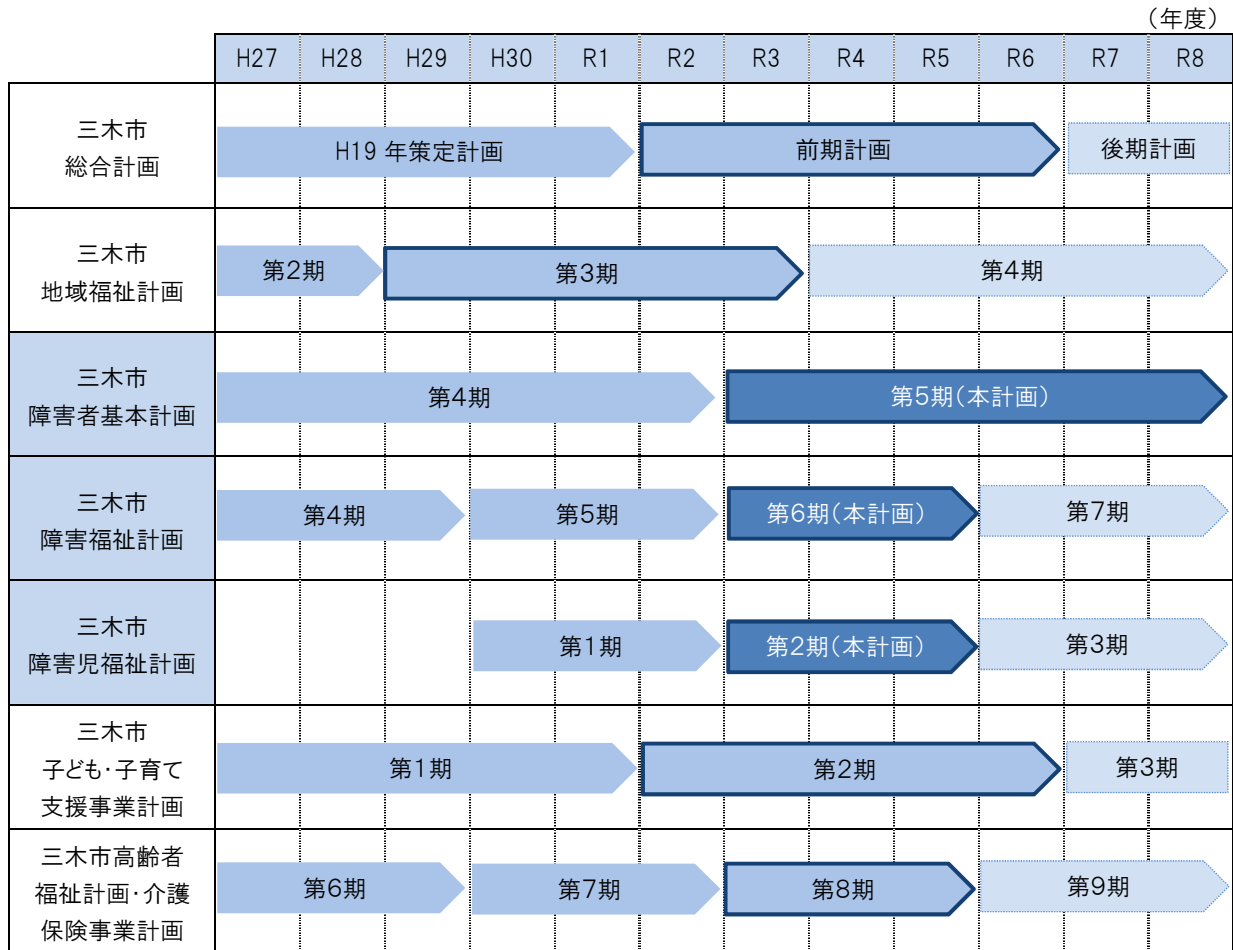 （年度）
H27 H28 H29 H30 R1 R2 R3 R4 R5 R6 R7 R8
三木市
総合計画
H19 年策定計画 前期計画 後期計画
三木市
地域福祉計画
第2期 第3期 第4期
三木市
障害者基本計画
第4期 第5期（本計画）
三木市
障害福祉計画
第4期 第5期 第6期（本計画） 第7期
三木市
障害児福祉計画
第1期 第2期（本計画） 第3期
三木市
子ども・子育て
支援事業計画
第1期 第2期 第3期
三木市高齢者
福祉計画・介護
保険事業計画
第6期 第7期 第8期 第9期